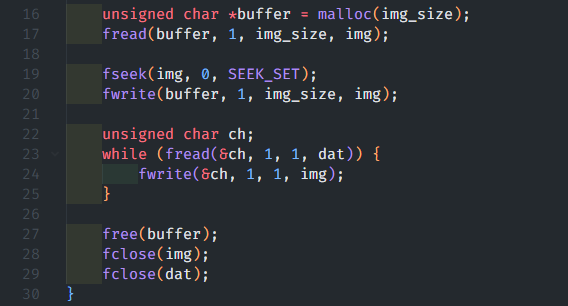 16 unsigned char *buffer = malloc(img_size);
17 fread(buffer, 1, img_size, img);
18
19 fseek(img, 0, SEEK_SET);
20 fwrite(buffer, 1, img_size, img);
21
22 unsigned char ch;
23 while (fread(&ch, 1, 1, dat)) {
24 fwrite(&ch, 1, 1, img);
25 }
26
27 free(buffer);
28 fclose(img);
29 fclose(dat);
30 }